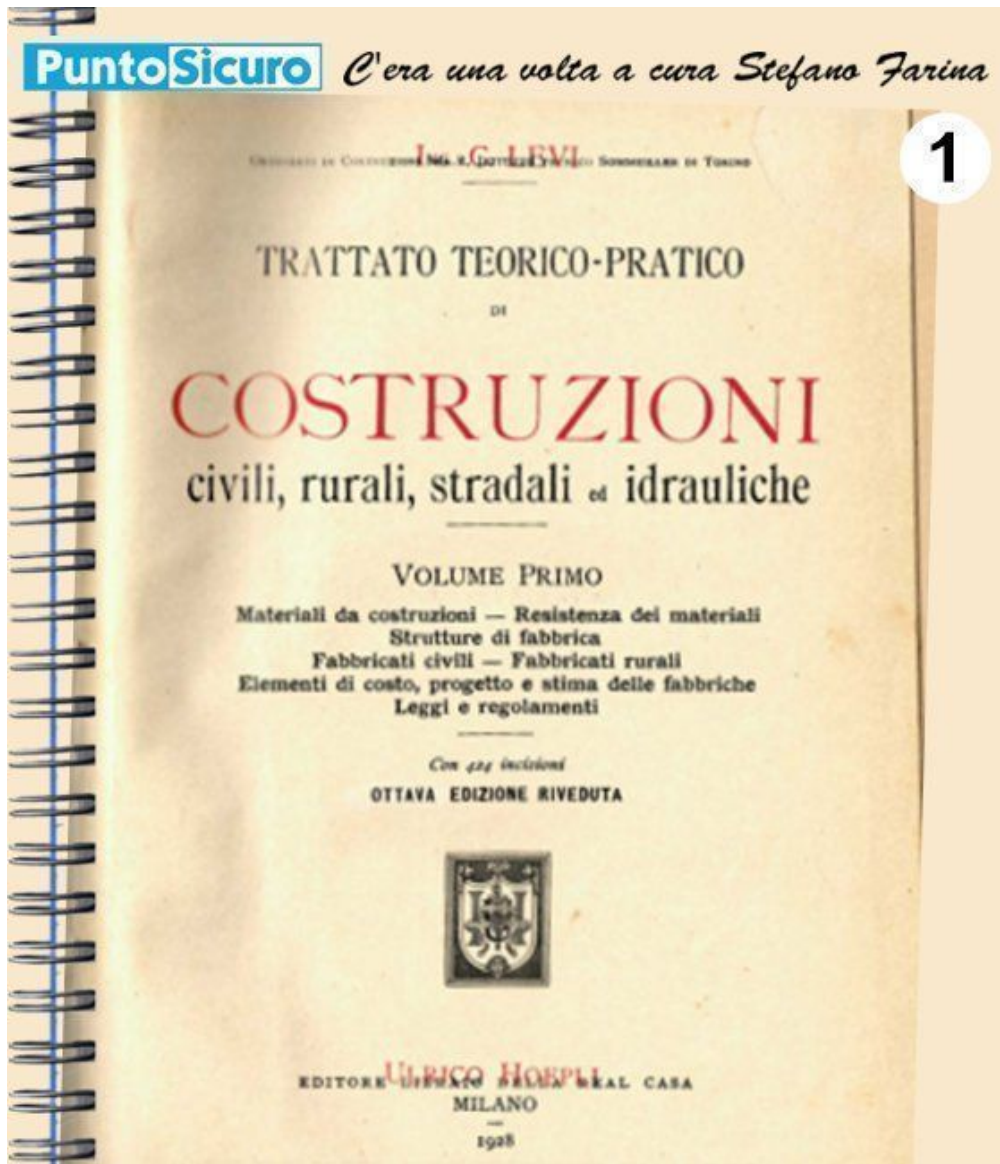 PuntoSicuro C'era una volta a cura Stefano Farina
1
ING. C. LEVI
SOMMEILLER DI TORINO
TRATTATO TEORICO-PRATICO
DI
COSTRUZIONI
civili, rurali, stradali ed idrauliche
VOLUME PRIMO
Materiali da costruzioni — Resistenza dei materiali
Strutture di fabbrica
Fabbricati civili — Fabbricati rurali
Elementi di costo, progetto e stima delle fabbriche
Leggi e regolamenti
Con 424 incisioni
OTTAVA EDIZIONE RIVEDUTA
ULRICO HOEPLI
EDITORE LIBRAIO DELLA REAL CASA
MILANO
1928